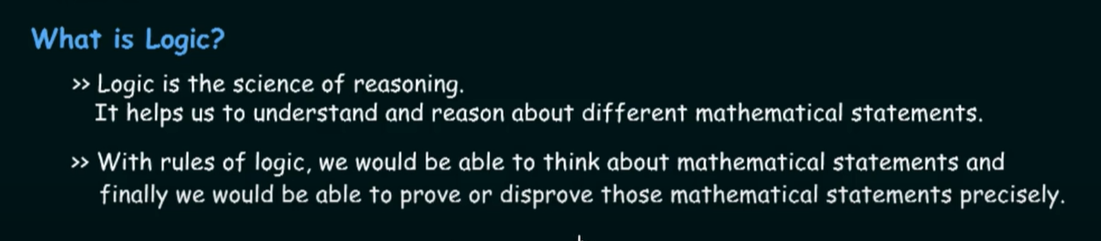 What is Logic?
>> Logic is the science of reasoning.
It helps us to understand and reason about different mathematical statements.
>> With rules of logic, we would be able to think about mathematical statements and
finally we would be able to prove or disprove those mathematical statements precisely.